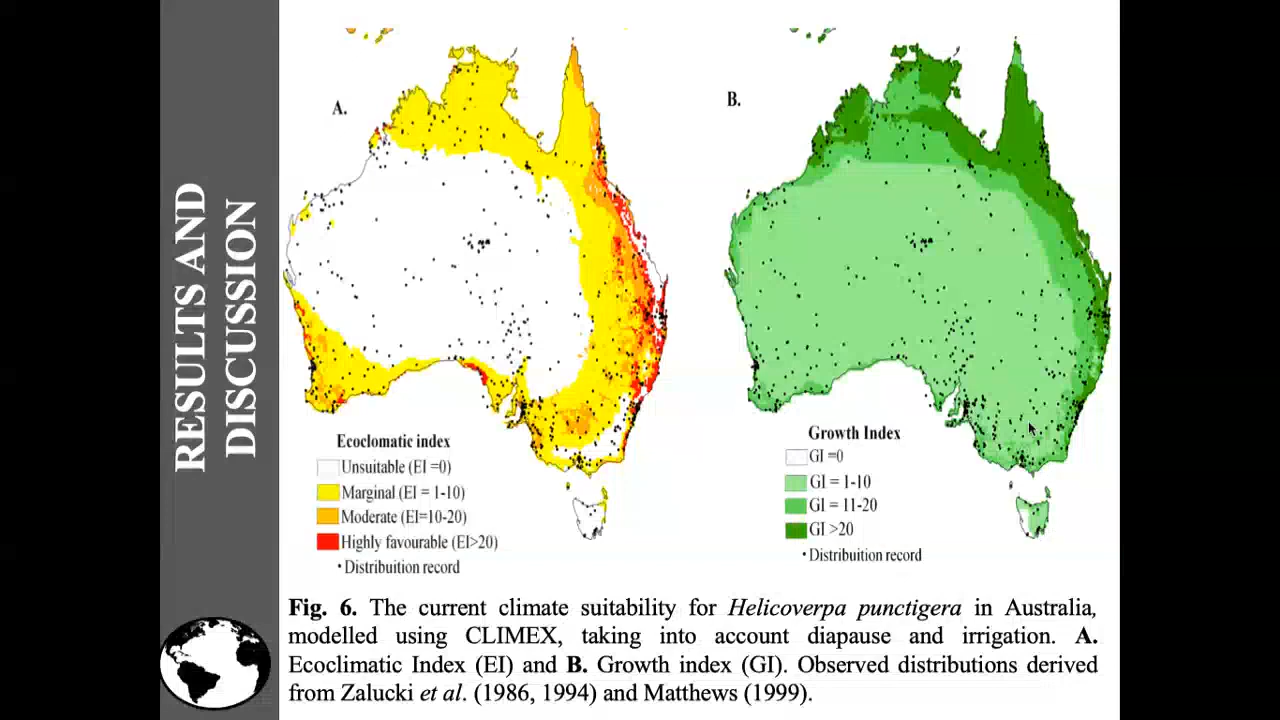 RESULTS AND
DISCUSSION
A.
B.
Ecoclomatic index
Unsuitable (EI =0)
Marginal (EI = 1-10)
Moderate (EI=10-20)
Highly favourable (EI>20)
• Distribuition record
Growth Index
GI =0
GI = 1-10
GI = 11-20
GI >20
• Distribuition record
Fig. 6. The current climate suitability for Helicoverpa punctigera in Australia,
modelled using CLIMEX, taking into account diapause and irrigation. A.
Ecoclimatic Index (EI) and B. Growth index (GI). Observed distributions derived
from Zalucki et al. (1986, 1994) and Matthews (1999).